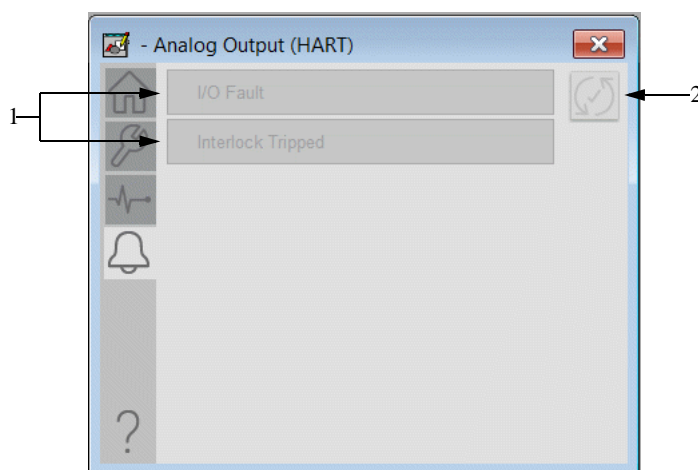 - Analog Output (HART)
I/O Fault
Interlock Tripped
1
2
?